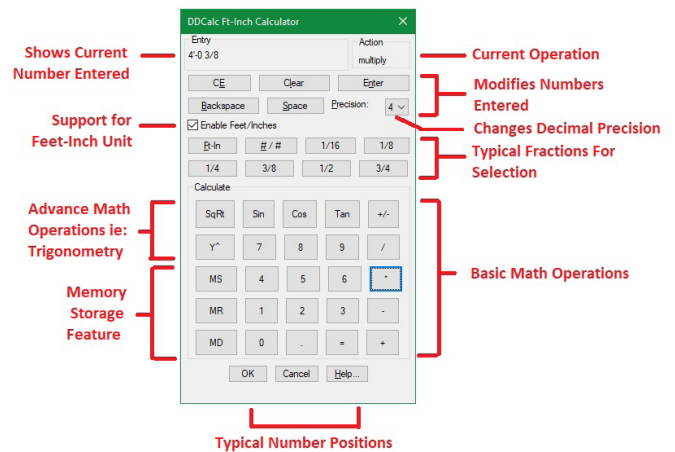 DDCalc Ft-Inch Calculator
Entry
Action
4'-0 3/8
multiply
Shows Current
Number Entered
Current Operation
CE Clear Enter
Backspace Space Precision: 4
Modifies Numbers
Entered
Support for
Feet-Inch Unit
Enable Feet/Inches
Changes Decimal Precision
Ft-In # / # 1/16 1/8
1/4 3/8 1/2 3/4
Typical Fractions For
Selection
Calculate
SqRt Sin Cos Tan +/-
Y^ 7 8 9 /
Advance Math
Operations ie:
Trigonometry
MS 4 5 6 *
MR 1 2 3 -
MD 0 . = +
Memory
Storage
Feature
Basic Math Operations
OK Cancel Help...
Typical Number Positions